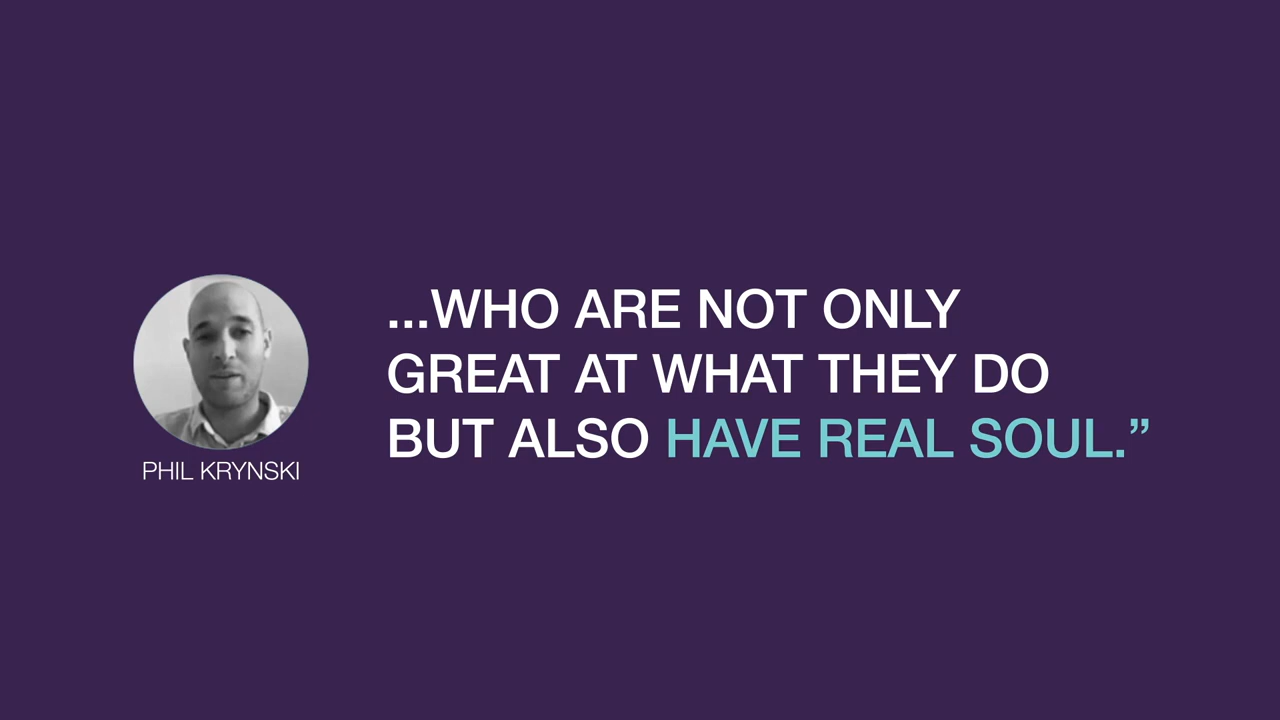 ...WHO ARE NOT ONLY
GREAT AT WHAT THEY DO
BUT ALSO HAVE REAL SOUL.”
PHIL KRYNSKI